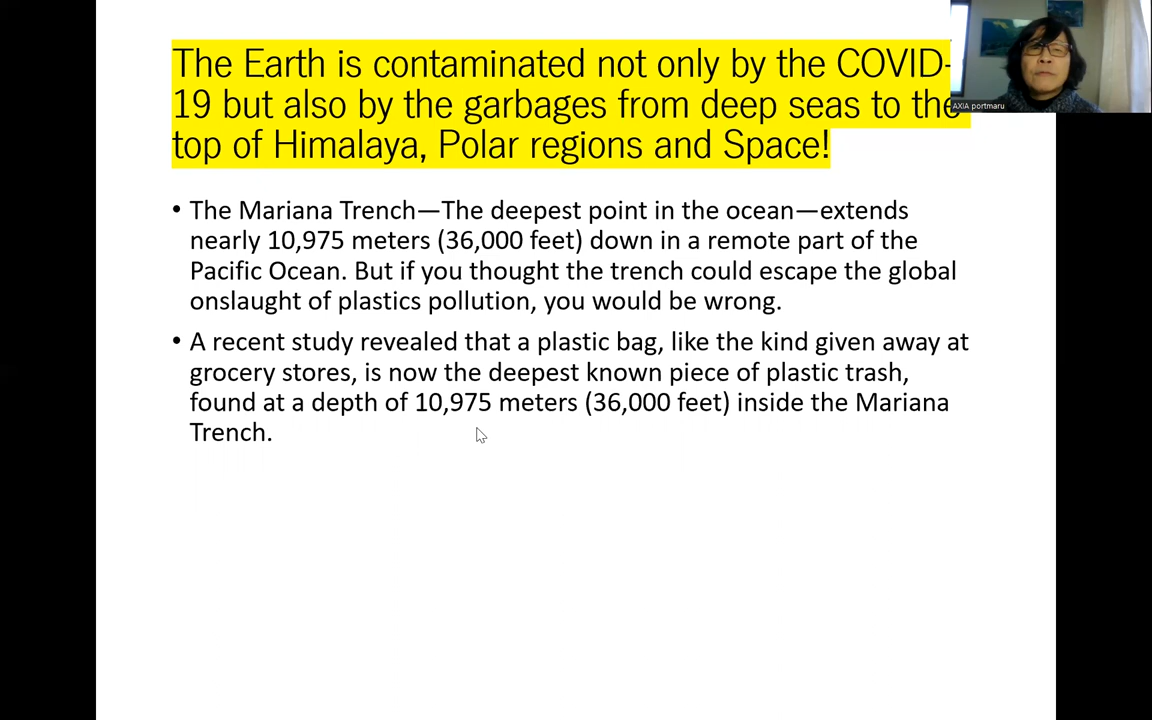 The Earth is contaminated not only by the COVID-
19 but also by the garbages from deep seas to the
top of Himalaya, Polar regions and Space!
AXIA portmaru
• The Mariana Trench—The deepest point in the ocean—extends
nearly 10,975 meters (36,000 feet) down in a remote part of the
Pacific Ocean. But if you thought the trench could escape the global
onslaught of plastics pollution, you would be wrong.
• A recent study revealed that a plastic bag, like the kind given away at
grocery stores, is now the deepest known piece of plastic trash,
found at a depth of 10,975 meters (36,000 feet) inside the Mariana
Trench.